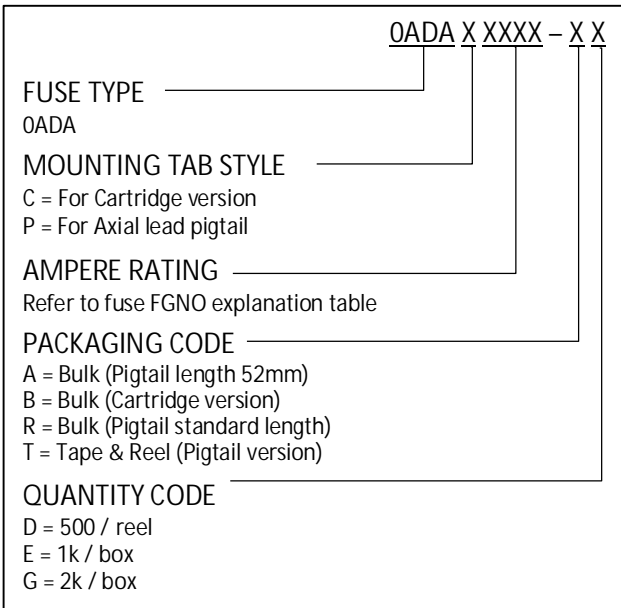 0ADA X XXXX – X X
FUSE TYPE
0ADA
MOUNTING TAB STYLE
C = For Cartridge version
P = For Axial lead pigtail
AMPERE RATING
Refer to fuse FGNO explanation table
PACKAGING CODE
A = Bulk (Pigtail length 52mm)
B = Bulk (Cartridge version)
R = Bulk (Pigtail standard length)
T = Tape & Reel (Pigtail version)
QUANTITY CODE
D = 500 / reel
E = 1k / box
G = 2k / box